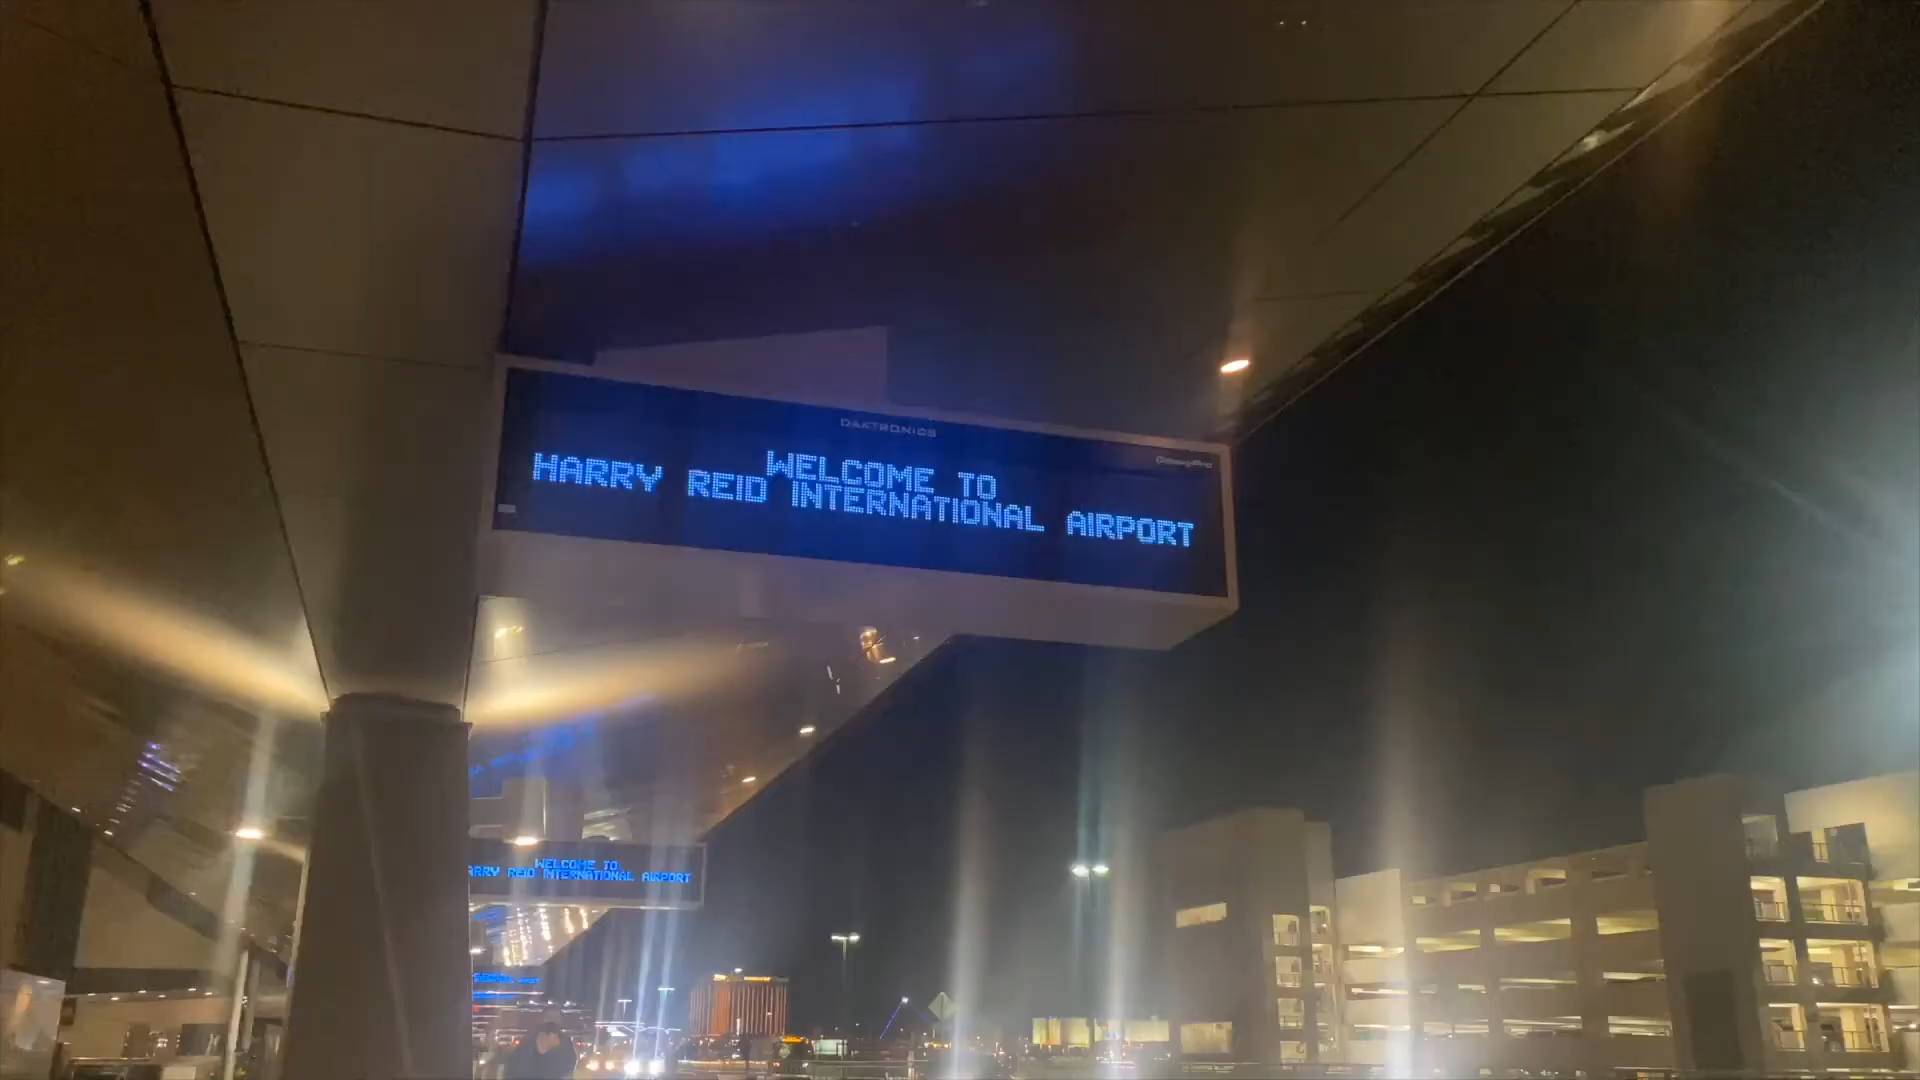 DAKTRONICS
WELCOME TO
HARRY REID INTERNATIONAL AIRPORT
WELCOME TO
ARRY REID INTERNATIONAL AIRPORT